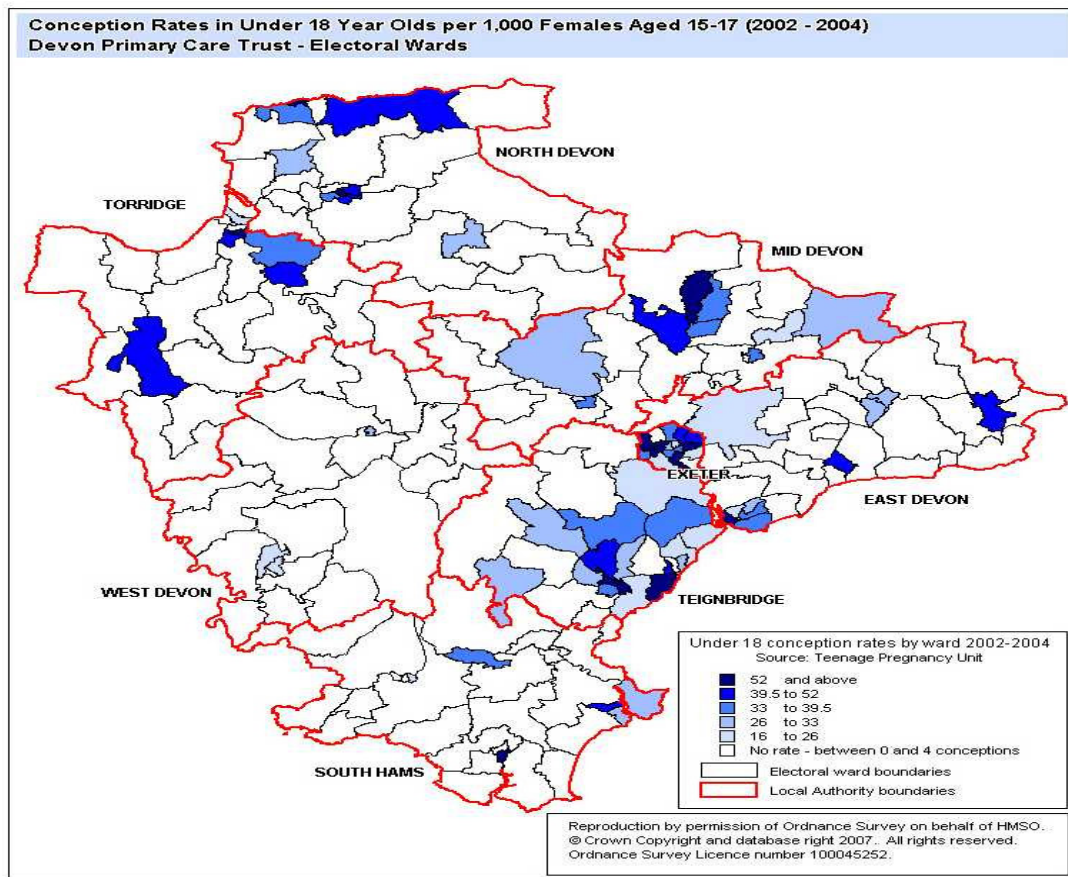 Conception Rates in Under 18 Year Olds per 1,000 Females Aged 15-17 (2002 - 2004)
Devon Primary Care Trust - Electoral Wards
NORTH DEVON
TORRIDGE
MID DEVON
EXETER
EAST DEVON
WEST DEVON
TEIGNBRIDGE
SOUTH HAMS
Under 18 conception rates by ward 2002-2004
Source: Teenage Pregnancy Unit
52 and above
39.5 to 52
33 to 39.5
26 to 33
16 to 26
No rate - between 0 and 4 conceptions
Electoral ward boundaries
Local Authority boundaries
Reproduction by permission of Ordnance Survey on behalf of HMSO.
© Crown Copyright and database right 2007. All rights reserved.
Ordnance Survey Licence number 100045252.